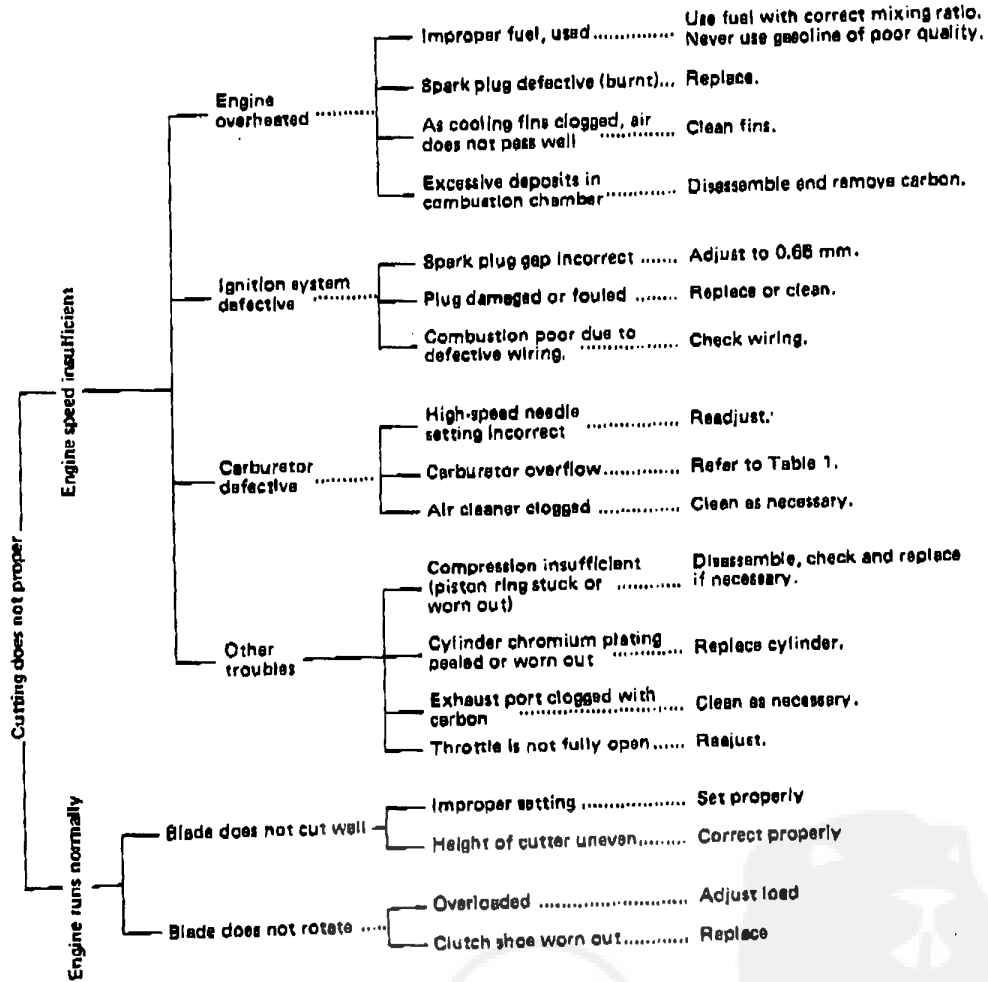 Cutting does not proper
Engine speed insufficient
Engine
overheated
Improper fuel, used .............. Use fuel with correct mixing ratio.
Never use gasoline of poor quality.
Spark plug defective (burnt)... Replace.
As cooling fins clogged, air
does not pass well
Clean fins.
Excessive deposits in
combustion chamber
Disassemble and remove carbon.
Ignition system
defective
Spark plug gap incorrect ....... Adjust to 0.65 mm.
Plug damaged or fouled ........ Replace or clean.
Combustion poor due to
defective wiring.
Check wiring.
Carburator
defective
High-speed needle
setting incorrect
Readjust.
Carburator overflow ............. Refer to Table 1.
Air cleaner clogged .............. Clean as necessary.
Other
troubles
Compression insufficient
(piston ring stuck or
worn out)
Disassemble, check and replace
if necessary.
Cylinder chromium plating
peeled or worn out
Replace cylinder.
Exhaust port clogged with
carbon
Clean as necessary.
Throttle is not fully open ...... Reajust.
Engine runs normally
Blade does not cut well
Improper setting ................. Set properly
Height of cutter uneven ......... Correct properly
Blade does not rotate .....
Overloaded ......................... Adjust load
Clutch shoe worn out ............ Replace